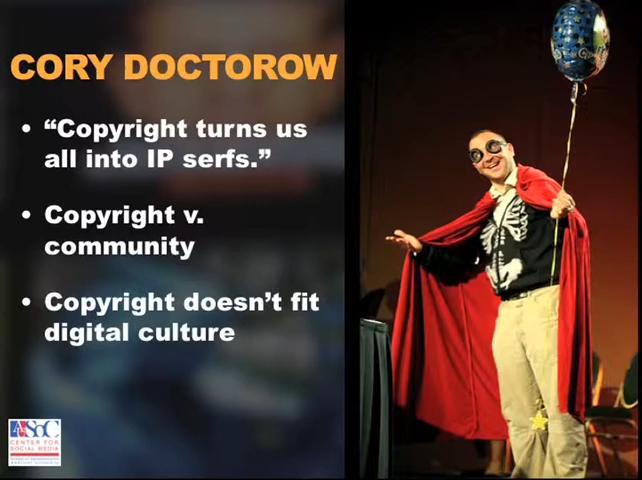 CORY DOCTOROW
• “Copyright turns us
all into IP serfs.”
• Copyright v.
community
• Copyright doesn’t fit
digital culture
CENTER FOR
SOCIAL MEDIA